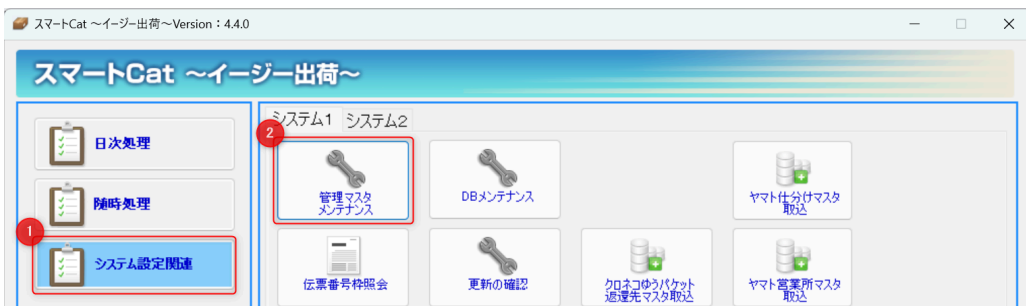 スマートCat ～イージー出荷～Version：4.4.0
スマートCat ～イージー出荷～
日次処理
随時処理
1
システム設定関連
システム1 システム2
2
管理マスタ
メンテナンス
DBメンテナンス
ヤマト仕分けマスタ
取込
伝票番号枠照会
更新の確認
クロネコゆうパケット
返還先マスタ取込
ヤマト営業所マスタ
取込